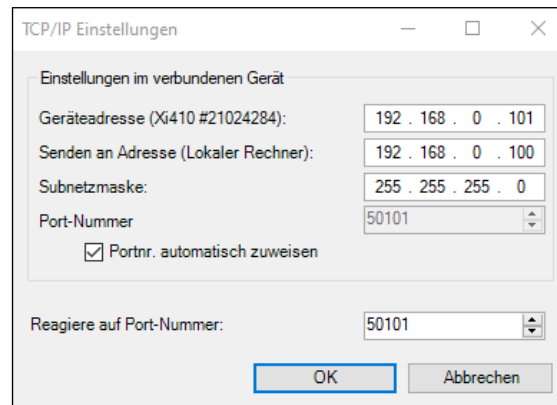 TCP/IP Einstellungen
Einstellungen im verbundenen Gerät
Geräteadresse (Xi410 #21024284): 192 . 168 . 0 . 101
Senden an Adresse (Lokaler Rechner): 192 . 168 . 0 . 100
Subnetzmaske: 255 . 255 . 255 . 0
Port-Nummer 50101
Portnr. automatisch zuweisen
Reagiere auf Port-Nummer: 50101
OK Abbrechen